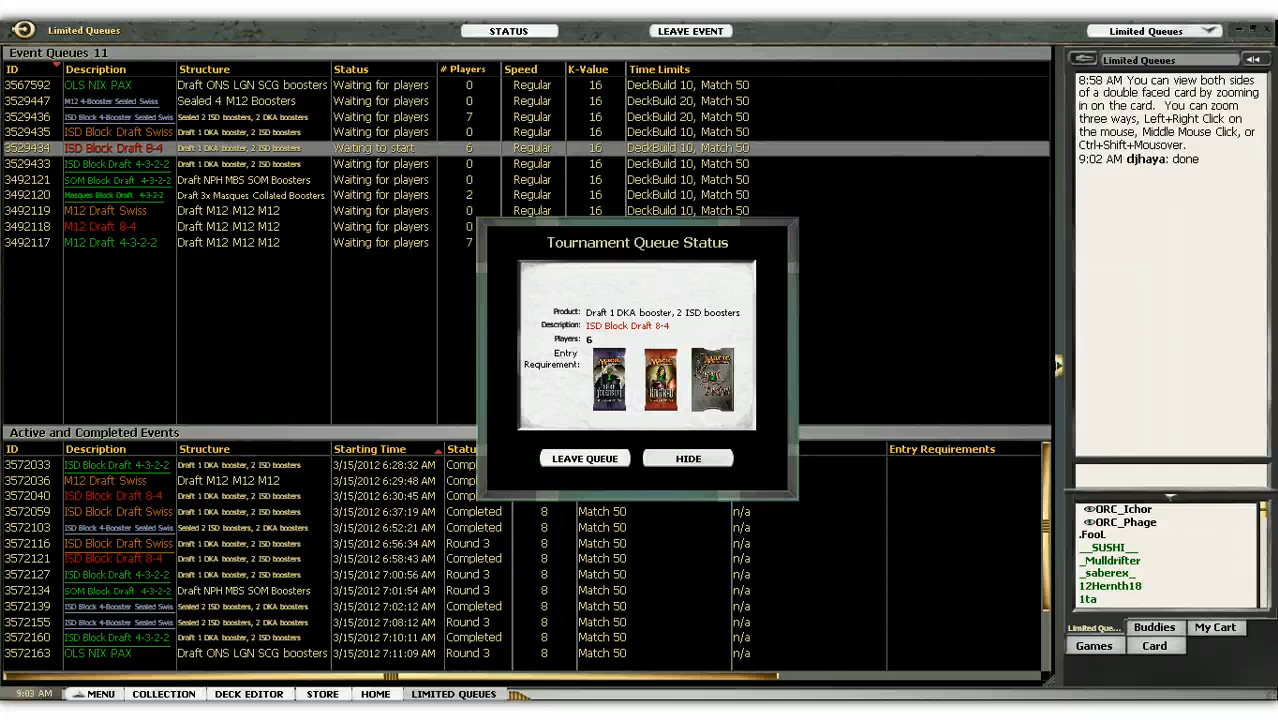 Limited Queues
STATUS
LEAVE EVENT
Limited Queues
Event Queues 11
ID Description Structure Status # Players Speed K-Value Time Limits
3567592 OLS NIX PAX Draft ONS LGN SCG boosters Waiting for players 0 Regular 16 DeckBuild 10, Match 50
3529447 M12 4-Booster Sealed Swiss Sealed 4 M12 Boosters Waiting for players 0 Regular 16 DeckBuild 20, Match 50
3529436 ISD Block 4-Booster Sealed Swiss Sealed 2 ISD boosters, 2 DKA boosters Waiting for players 7 Regular 16 DeckBuild 20, Match 50
3529435 ISD Block Draft Swiss Draft 1 DKA booster, 2 ISD boosters Waiting for players 0 Regular 16 DeckBuild 10, Match 50
3529434 ISD Block Draft 8-4 Draft 1 DKA booster, 2 ISD boosters Waiting to start 6 Regular 16 DeckBuild 10, Match 50
3529433 ISD Block Draft 4-3-2-2 Draft 1 DKA booster, 2 ISD boosters Waiting for players 0 Regular 16 DeckBuild 10, Match 50
3492121 SOM Block Draft 4-3-2-2 Draft NPH MBS SOM Boosters Waiting for players 0 Regular 16 DeckBuild 10, Match 50
3492120 Masques Block Draft 4-3-2-2 Draft 3x Masques Collated Boosters Waiting for players 2 Regular 16 DeckBuild 10, Match 50
3492119 M12 Draft Swiss Draft M12 M12 M12 Waiting for players 0 Regular 16 DeckBuild 10, Match 50
3492118 M12 Draft 8-4 Draft M12 M12 M12 Waiting for players 0
3492117 M12 Draft 4-3-2-2 Draft M12 M12 M12 Waiting for players 7
Tournament Queue Status
Product: Draft 1 DKA booster, 2 ISD boosters
Description: ISD Block Draft 8-4
Players: 6
Entry
Requirement:
LEAVE QUEUE
HIDE
Active and Completed Events
ID Description Structure Starting Time Statu Entry Requirements
3572033 ISD Block Draft 4-3-2-2 Draft 1 DKA booster, 2 ISD boosters 3/15/2012 6:28:32 AM Comp
3572036 M12 Draft Swiss Draft M12 M12 M12 3/15/2012 6:29:48 AM Comp
3572040 ISD Block Draft 8-4 Draft 1 DKA booster, 2 ISD boosters 3/15/2012 6:30:45 AM Comp
3572059 ISD Block Draft Swiss Draft 1 DKA booster, 2 ISD boosters 3/15/2012 6:37:19 AM Completed 8 Match 50 n/a
3572103 ISD Block 4-Booster Sealed Swis Sealed 2 ISD boosters, 2 DKA boosters 3/15/2012 6:52:21 AM Completed 8 Match 50 n/a
3572116 ISD Block Draft Swiss Draft 1 DKA booster, 2 ISD boosters 3/15/2012 6:56:34 AM Round 3 8 Match 50 n/a
3572121 ISD Block Draft 8-4 Draft 1 DKA booster, 2 ISD boosters 3/15/2012 6:58:43 AM Completed 8 Match 50 n/a
3572127 ISD Block Draft 4-3-2-2 Draft 1 DKA booster, 2 ISD boosters 3/15/2012 7:00:56 AM Round 3 8 Match 50 n/a
3572134 SOM Block Draft 4-3-2-2 Draft NPH MBS SOM Boosters 3/15/2012 7:01:54 AM Round 3 8 Match 50 n/a
3572139 ISD Block 4-Booster Sealed Swis Sealed 2 ISD boosters, 2 DKA boosters 3/15/2012 7:02:12 AM Completed 8 Match 50 n/a
3572155 ISD Block 4-Booster Sealed Swis Sealed 2 ISD boosters, 2 DKA boosters 3/15/2012 7:08:12 AM Round 3 8 Match 50 n/a
3572160 ISD Block Draft 4-3-2-2 Draft 1 DKA booster, 2 ISD boosters 3/15/2012 7:10:11 AM Completed 8 Match 50 n/a
3572163 OLS NIX PAX Draft ONS LGN SCG boosters 3/15/2012 7:11:09 AM Round 3 8 Match 50 n/a
Limited Queues
8:58 AM You can view both sides
of a double faced card by zooming
in on the card. You can zoom
three ways, Left+Right Click on
the mouse, Middle Mouse Click, or
Ctrl+Shift+Mousover.
9:02 AM djhaya: done
ORC_Ichor
ORC_Phage
.FooL
__SUSHI__
_Mulldrifter
_saberex_
12Hernth18
1ta
Limited Que...
Buddies
My Cart
Games
Card
9:03 AM MENU COLLECTION DECK EDITOR STORE HOME LIMITED QUEUES